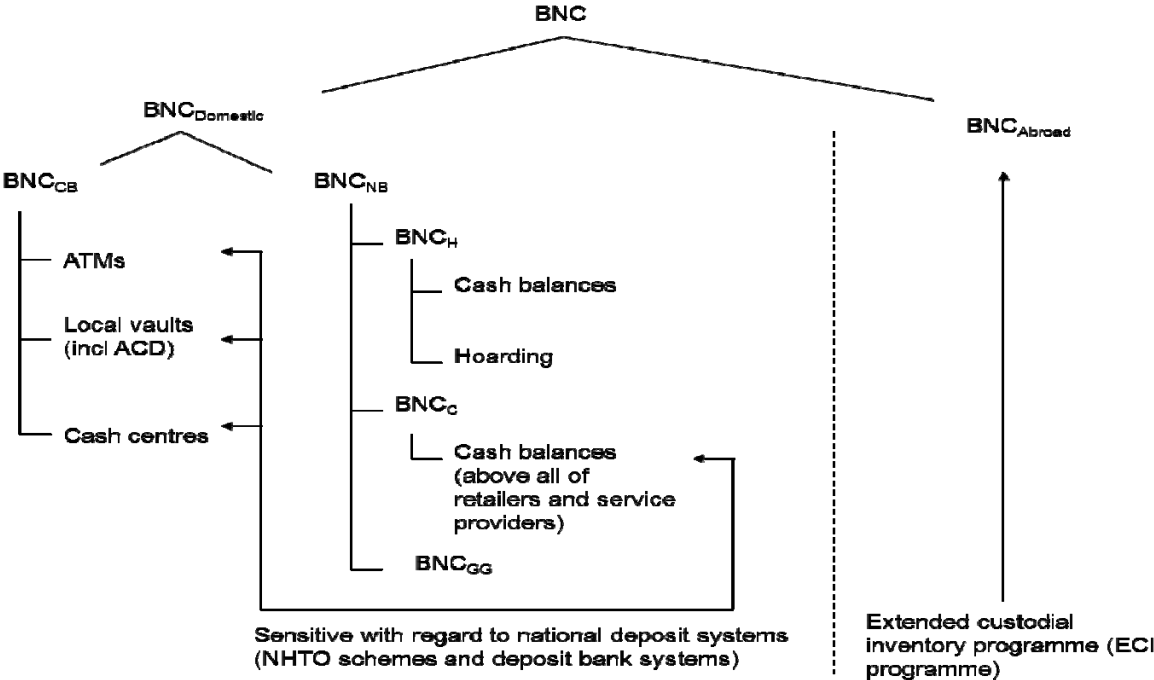 BNC
BNCDomestic
BNCAbroad
BNCCB
BNCNB
BNCH
ATMs
Cash balances
Local vaults
(incl ACD)
Hoarding
BNCC
Cash centres
Cash balances
(above all of
retailers and service
providers)
BNCGG
Sensitive with regard to national deposit systems
(NHTO schemes and deposit bank systems)
Extended custodial
inventory programme (ECI
programme)